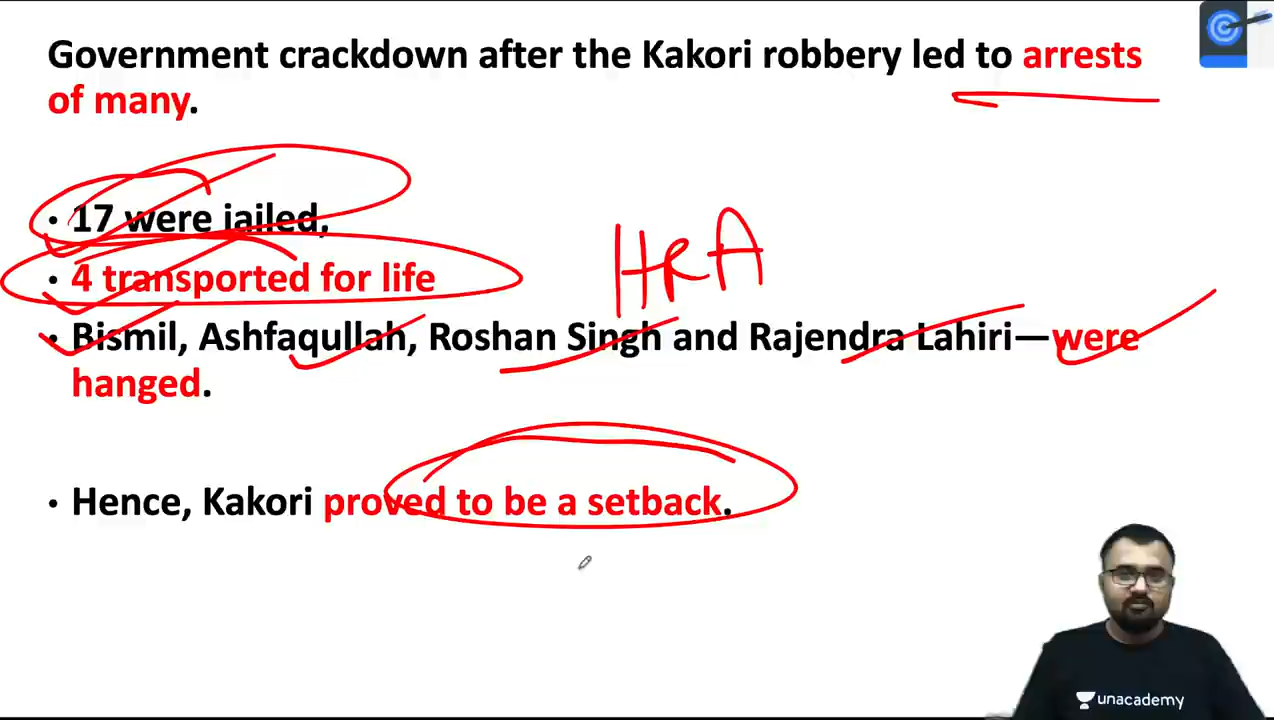 Government crackdown after the Kakori robbery led to arrests
of many.
• 17 were jailed,
HRA
• 4 transported for life
• Bismil, Ashfaqullah, Roshan Singh and Rajendra Lahiri—were
hanged.
• Hence, Kakori proved to be a setback.
unacademy